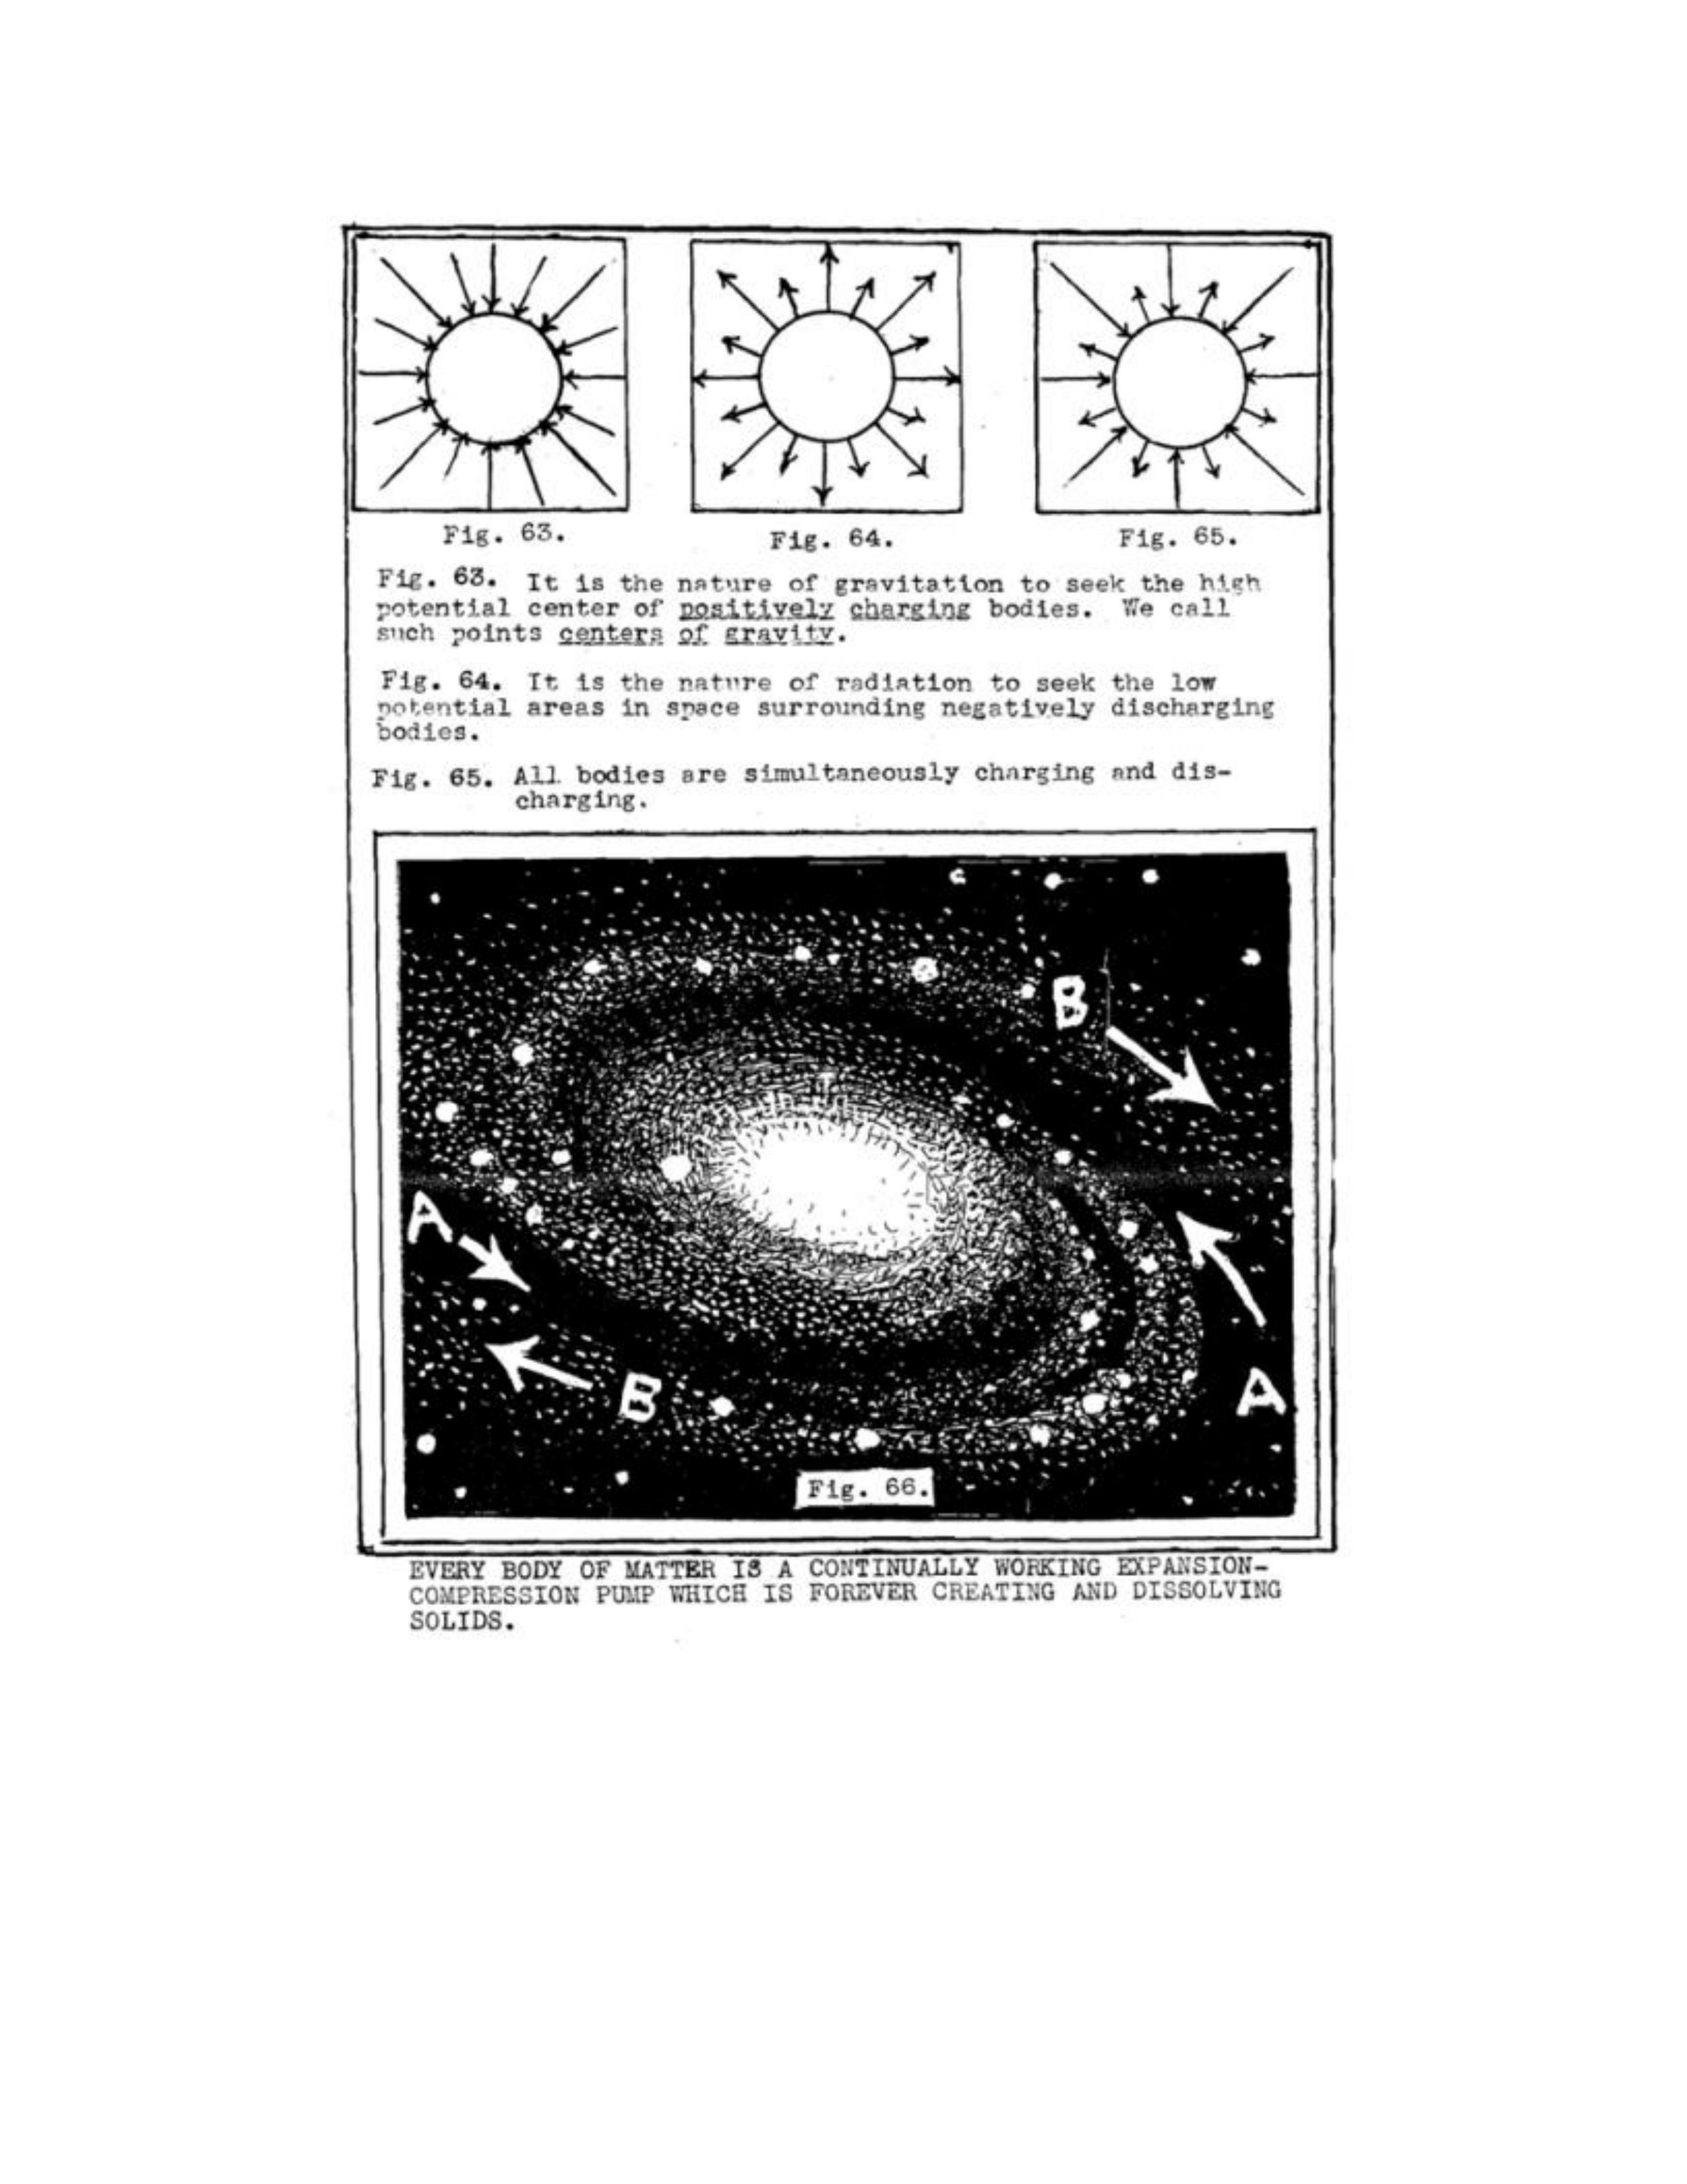 Fig. 63.
Fig. 64.
Fig. 65.
Fig. 63. It is the nature of gravitation to seek the high
potential center of positively charging bodies. We call
such points centers of gravity.
Fig. 64. It is the nature of radiation to seek the low
potential areas in space surrounding negatively discharging
bodies.
Fig. 65. All bodies are simultaneously charging and dis-
charging.
B
A
B
A
Fig. 66.
EVERY BODY OF MATTER IS A CONTINUALLY WORKING EXPANSION-
COMPRESSION PUMP WHICH IS FOREVER CREATING AND DISSOLVING
SOLIDS.